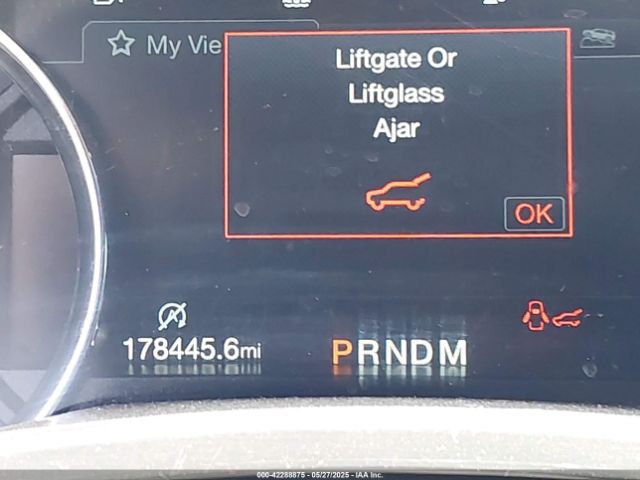 My Vie
Liftgate Or
Liftglass
Ajar
OK
178445.6mi
PRNDM
000-42288875 - 05/27/2025 - IAA Inc.